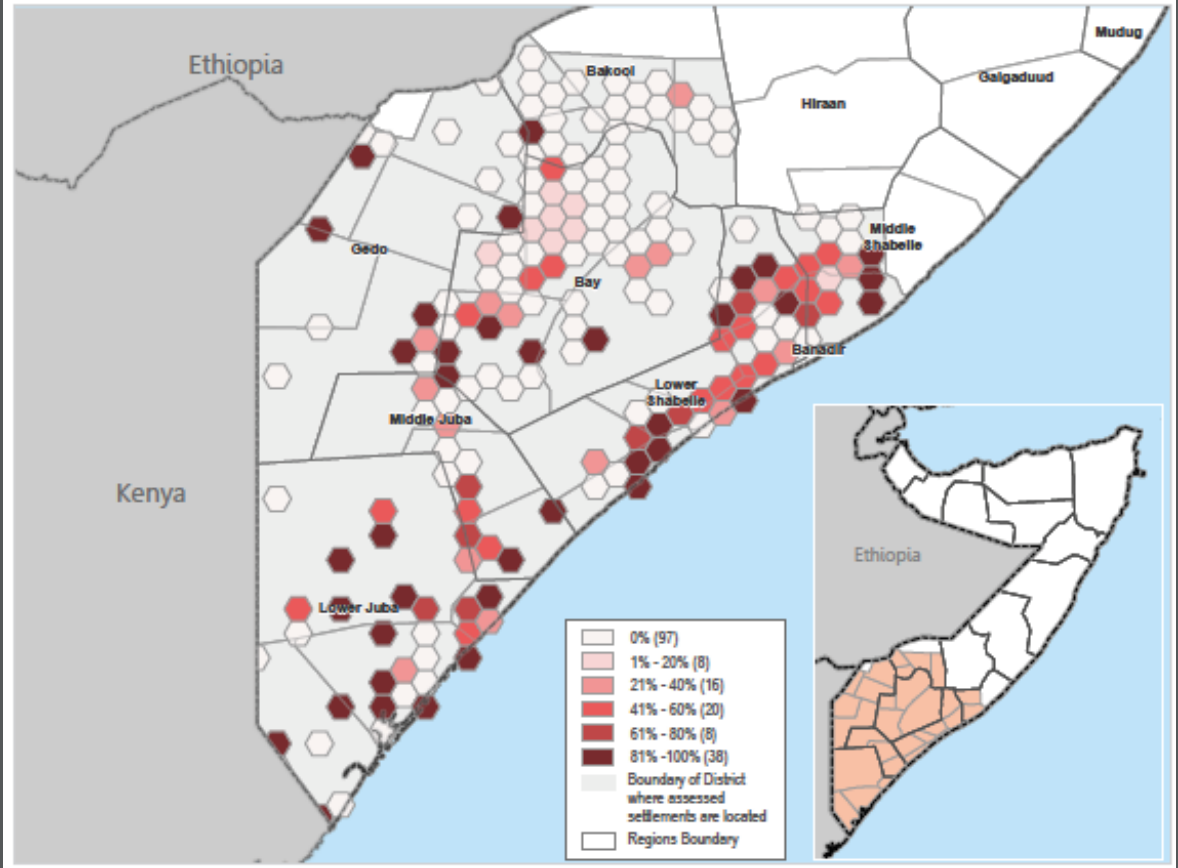 Mudug
Ethiopia
Bakool
Galgaduud
Hiraan
Middle
Shabelle
Gedo
Bay
Banadir
Lower
Shabelle
Middle Juba
Kenya
Lower Juba
Ethiopia
0% (97)
1% - 20% (8)
21% - 40% (16)
41% - 60% (20)
61% - 80% (8)
81% -100% (38)
Boundary of District
where assessed
settlements are located
Regions Boundary